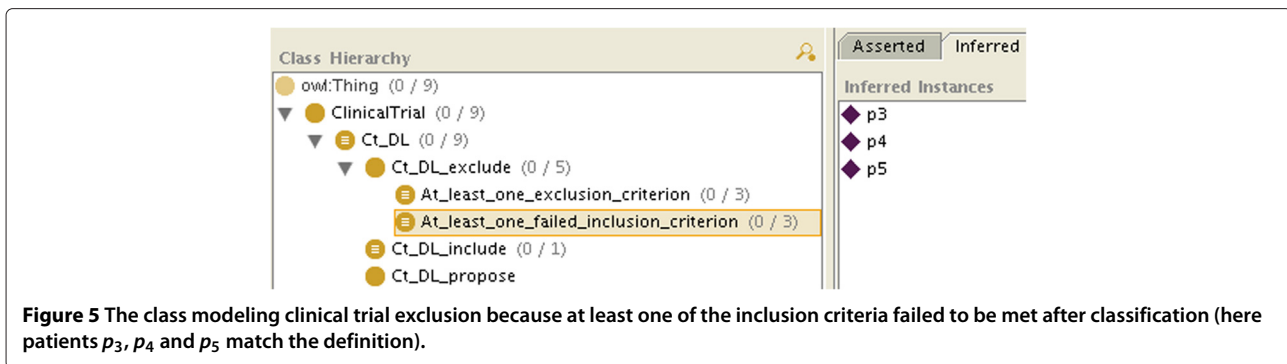 Class Hierarchy
owl:Thing (0 / 9)
ClinicalTrial (0 / 9)
Ct_DL (0 / 9)
Ct_DL_exclude (0 / 5)
At_least_one_exclusion_criterion (0 / 3)
At_least_one_failed_inclusion_criterion (0 / 3)
Ct_DL_include (0 / 1)
Ct_DL_propose
Asserted Inferred
Inferred Instances
p3
p4
p5
Figure 5 The class modeling clinical trial exclusion because at least one of the inclusion criteria failed to be met after classification (here
patients p3, p4 and p5 match the definition).